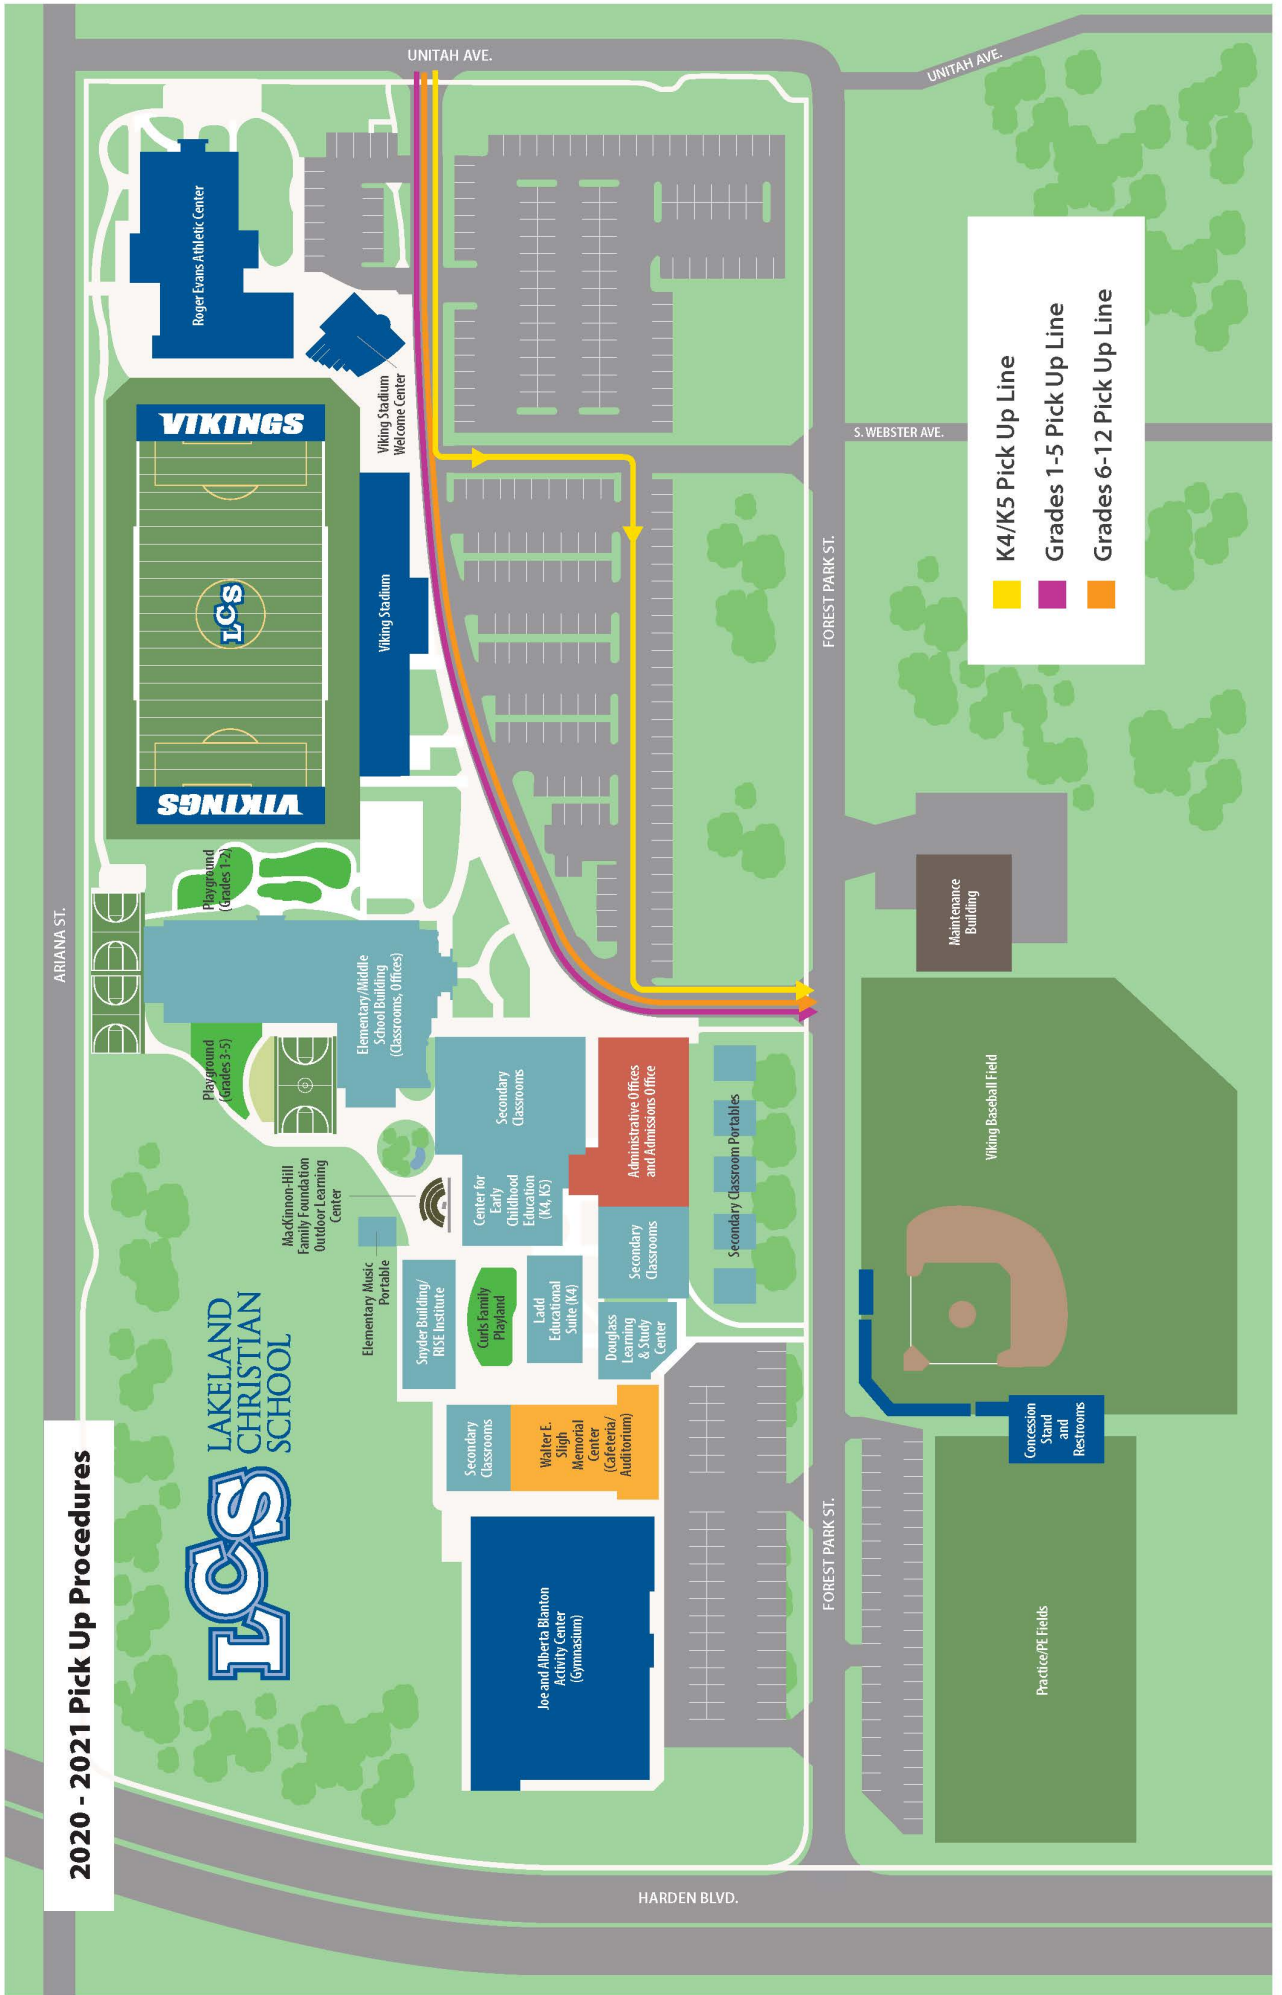 2020 - 2021 Pick Up Procedures
LCS
LAKELAND
CHRISTIAN
SCHOOL
ARIANA ST.
UNITAH AVE.
UNITAH AVE.
S. WEBSTER AVE.
FOREST PARK ST.
FOREST PARK ST.
HARDEN BLVD.
K4/K5 Pick Up Line
Grades 1-5 Pick Up Line
Grades 6-12 Pick Up Line
Roger Evans Athletic Center
Viking Stadium
Welcome Center
VIKINGS
LCS
VIKINGS
Viking Stadium
Playground
(Grades 1-2)
Elementary/Middle
School Building
(Classrooms, Offices)
Playground
(Grades 3-5)
MacKinnon-Hill
Family Foundation
Outdoor Learning
Center
Elementary Music
Portable
Secondary
Classrooms
Center for
Early
Childhood
Education
(K4, K5)
Administrative Offices
and Admissions Office
Secondary Classroom Portables
Secondary
Classrooms
Snyder Building/
RISE Institute
Curls Family
Playland
Ladd
Educational
Suite (K4)
Douglass
Learning
& Study
Center
Secondary
Classrooms
Walter E.
Sligh
Memorial
Center
(Cafeteria/
Auditorium)
Joe and Alberta Blanton
Activity Center
(Gymnasium)
Maintenance
Building
Viking Baseball Field
Concession
Stand
and
Restrooms
Practice/PE Fields